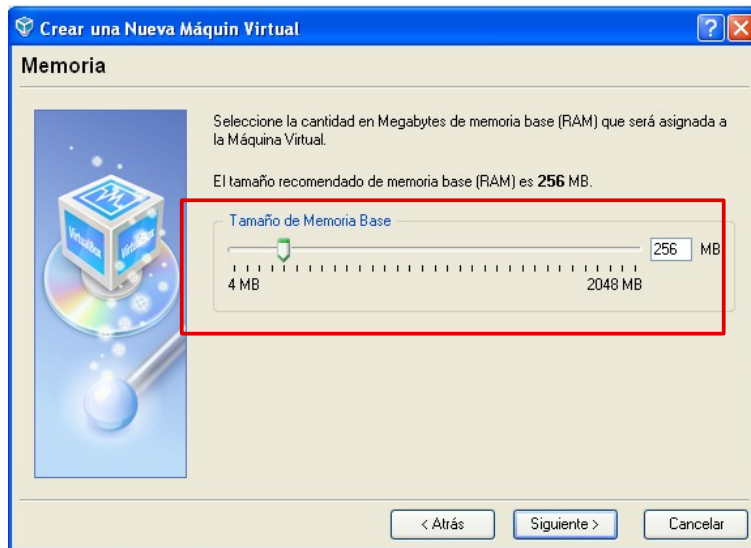 Crear una Nueva Máquin Virtual
Memoria
Seleccione la cantidad en Megabytes de memoria base (RAM) que será asignada a
la Máquina Virtual.
El tamaño recomendado de memoria base (RAM) es 256 MB.
Tamaño de Memoria Base
256 MB
4 MB 2048 MB
VirtualBox VirtualBox
< Atrás Siguiente > Cancelar